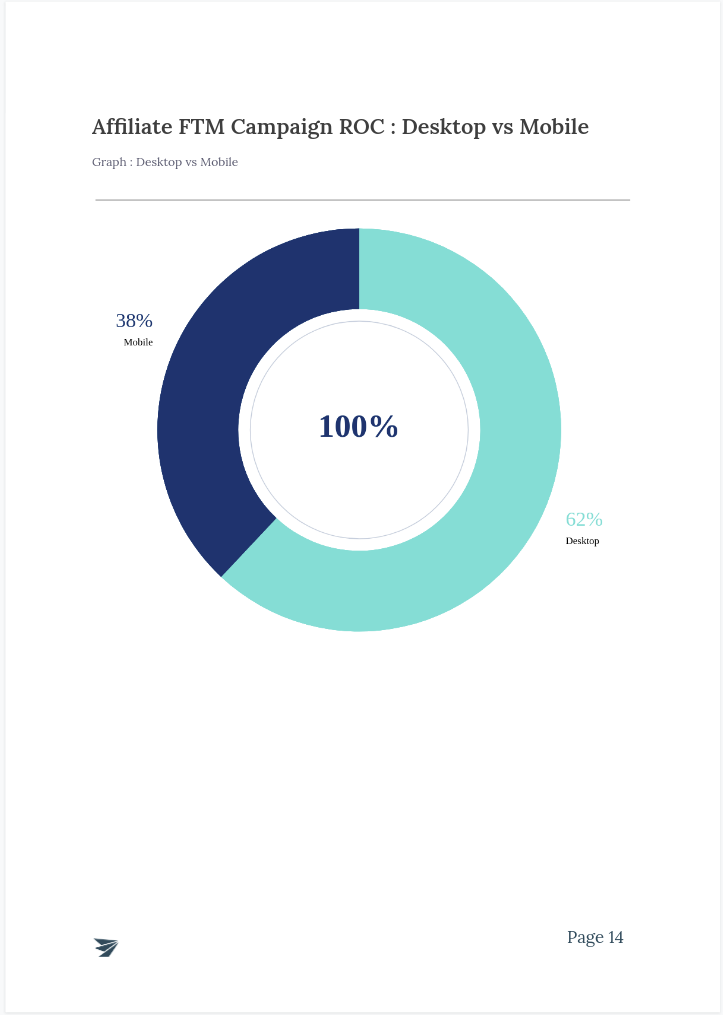 Affiliate FTM Campaign ROC : Desktop vs Mobile
Graph : Desktop vs Mobile
38%
Mobile
100%
62%
Desktop
Page 14